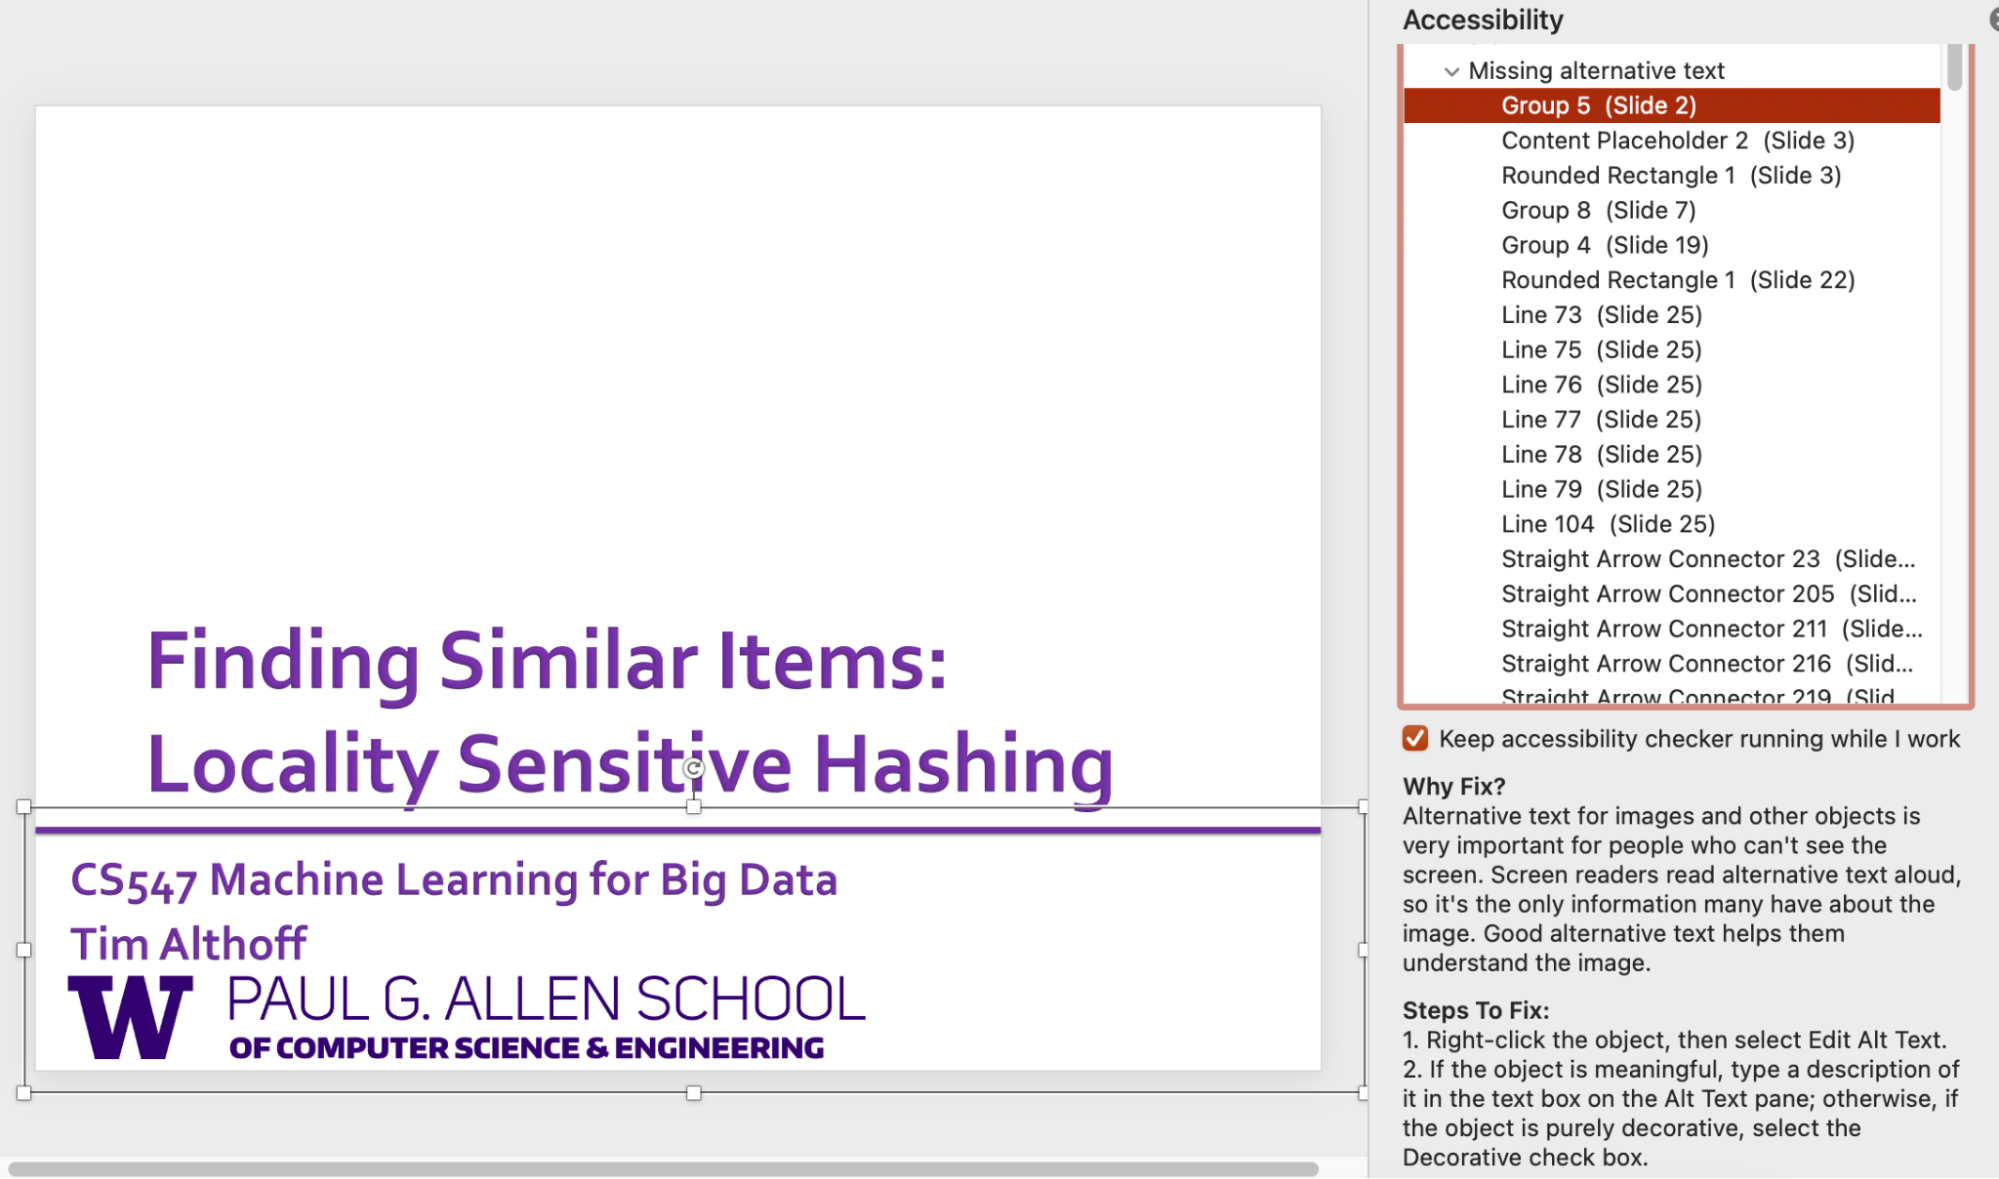 Finding Similar Items:
Locality Sensitive Hashing
CS547 Machine Learning for Big Data
Tim Althoff
W PAUL G. ALLEN SCHOOL
OF COMPUTER SCIENCE & ENGINEERING
Accessibility
Missing alternative text
Group 5 (Slide 2)
Content Placeholder 2 (Slide 3)
Rounded Rectangle 1 (Slide 3)
Group 8 (Slide 7)
Group 4 (Slide 19)
Rounded Rectangle 1 (Slide 22)
Line 73 (Slide 25)
Line 75 (Slide 25)
Line 76 (Slide 25)
Line 77 (Slide 25)
Line 78 (Slide 25)
Line 79 (Slide 25)
Line 104 (Slide 25)
Straight Arrow Connector 23 (Slide...
Straight Arrow Connector 205 (Slid...
Straight Arrow Connector 211 (Slide...
Straight Arrow Connector 216 (Slid...
Straight Arrow Connector 219 (Slid
Keep accessibility checker running while I work
Why Fix?
Alternative text for images and other objects is
very important for people who can't see the
screen. Screen readers read alternative text aloud,
so it's the only information many have about the
image. Good alternative text helps them
understand the image.
Steps To Fix:
1. Right-click the object, then select Edit Alt Text.
2. If the object is meaningful, type a description of
it in the text box on the Alt Text pane; otherwise, if
the object is purely decorative, select the
Decorative check box.